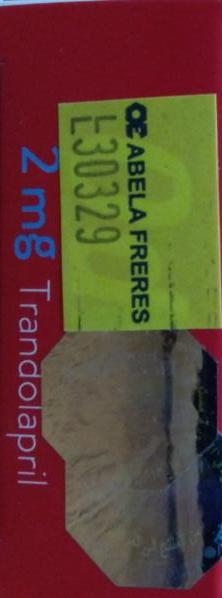 ABELA FRERES
L30329
2 mg Trandolapril